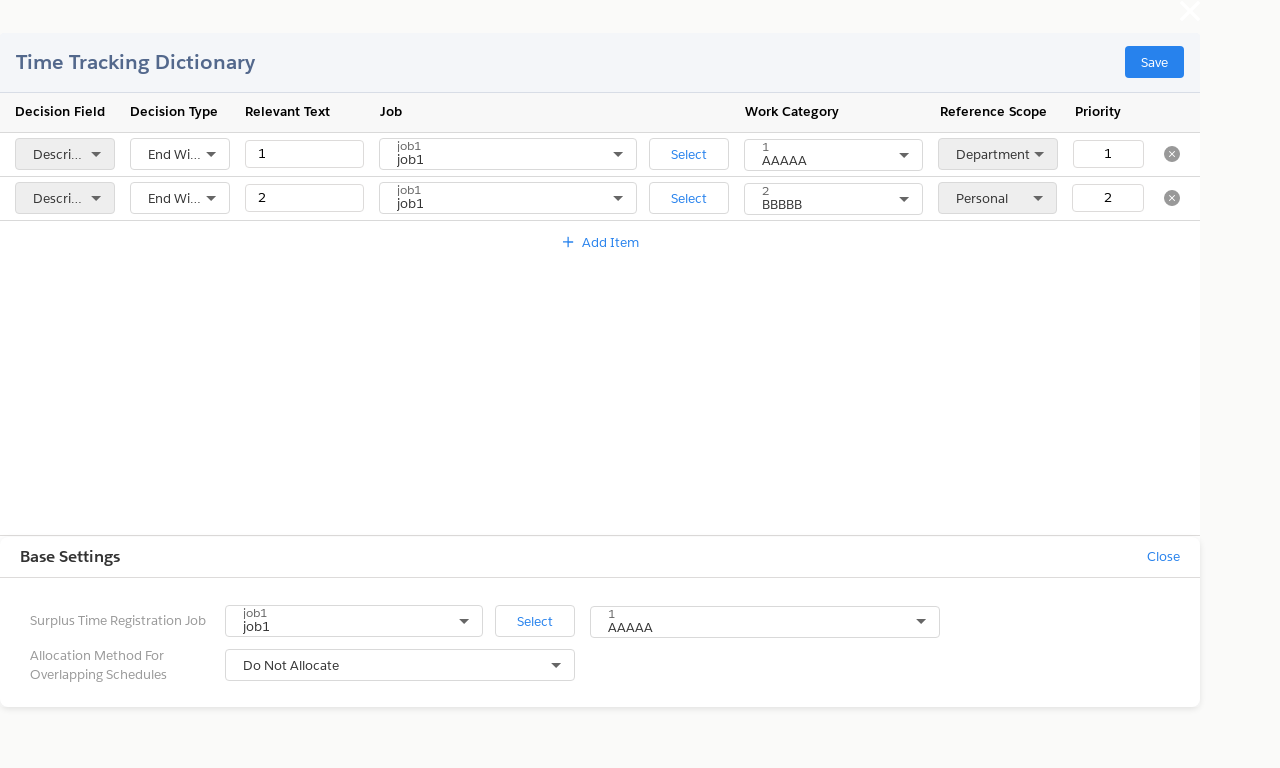 Time Tracking Dictionary
Save
Decision Field Decision Type Relevant Text Job Work Category Reference Scope Priority
Descri... End Wi... 1 job1 job1 Select 1 AAAAA Department 1
Descri... End Wi... 2 job1 job1 Select 2 BBBBB Personal 2
+ Add Item
Base Settings Close
Surplus Time Registration Job job1 job1 Select 1 AAAAA
Allocation Method For
Overlapping Schedules
Do Not Allocate